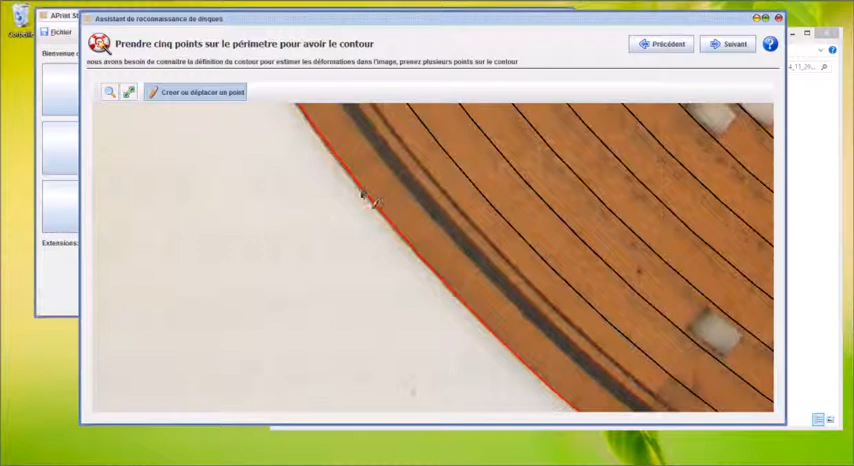 Corbeille
APrint St
Assistant de reconnaissance de disques
Fichier
Prendre cinq points sur le périmetre pour avoir le contour
Précédent
Suivant
nous avons besoin de connaitre la définition du contour pour estimer les déformations dans l'image, prenez plusieurs points sur le contour
Bienvenue
Creer ou déplacer un point
Extensions: